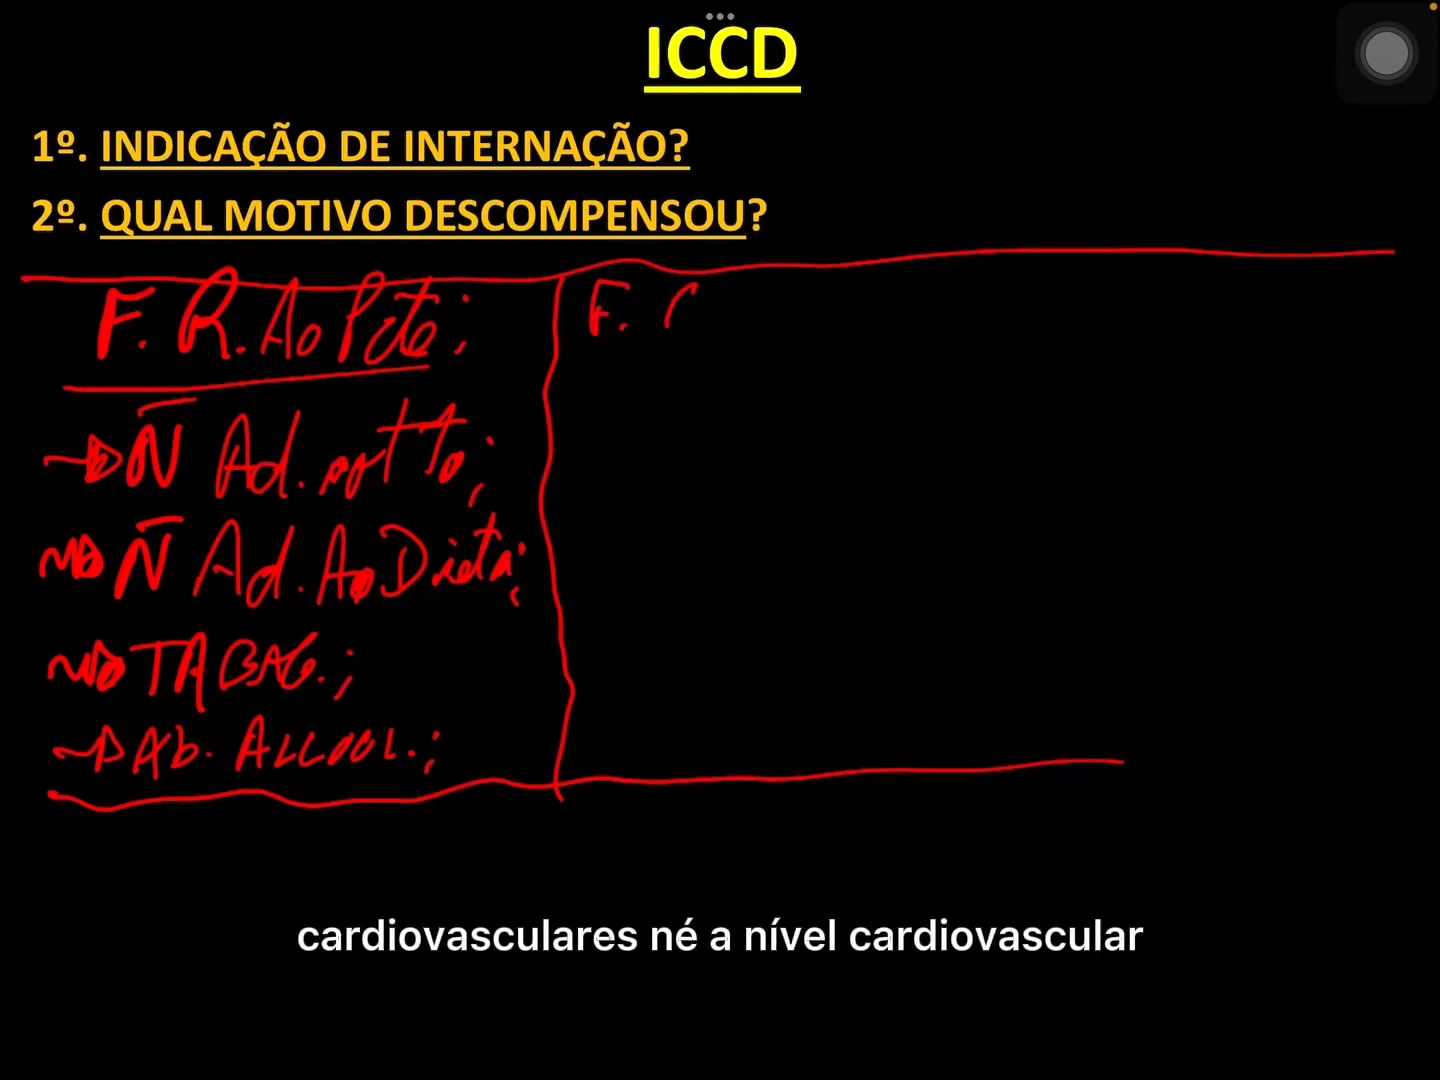 ICCD
1º. INDICAÇÃO DE INTERNAÇÃO?
2º. QUAL MOTIVO DESCOMPENSOU?
F. R. Ao Pcte;
F.
Ñ Ad. tto;
Ñ Ad. Ao Dieta;
TABAG.;
Ab. ALCOOL.;
cardiovasculares né a nível cardiovascular